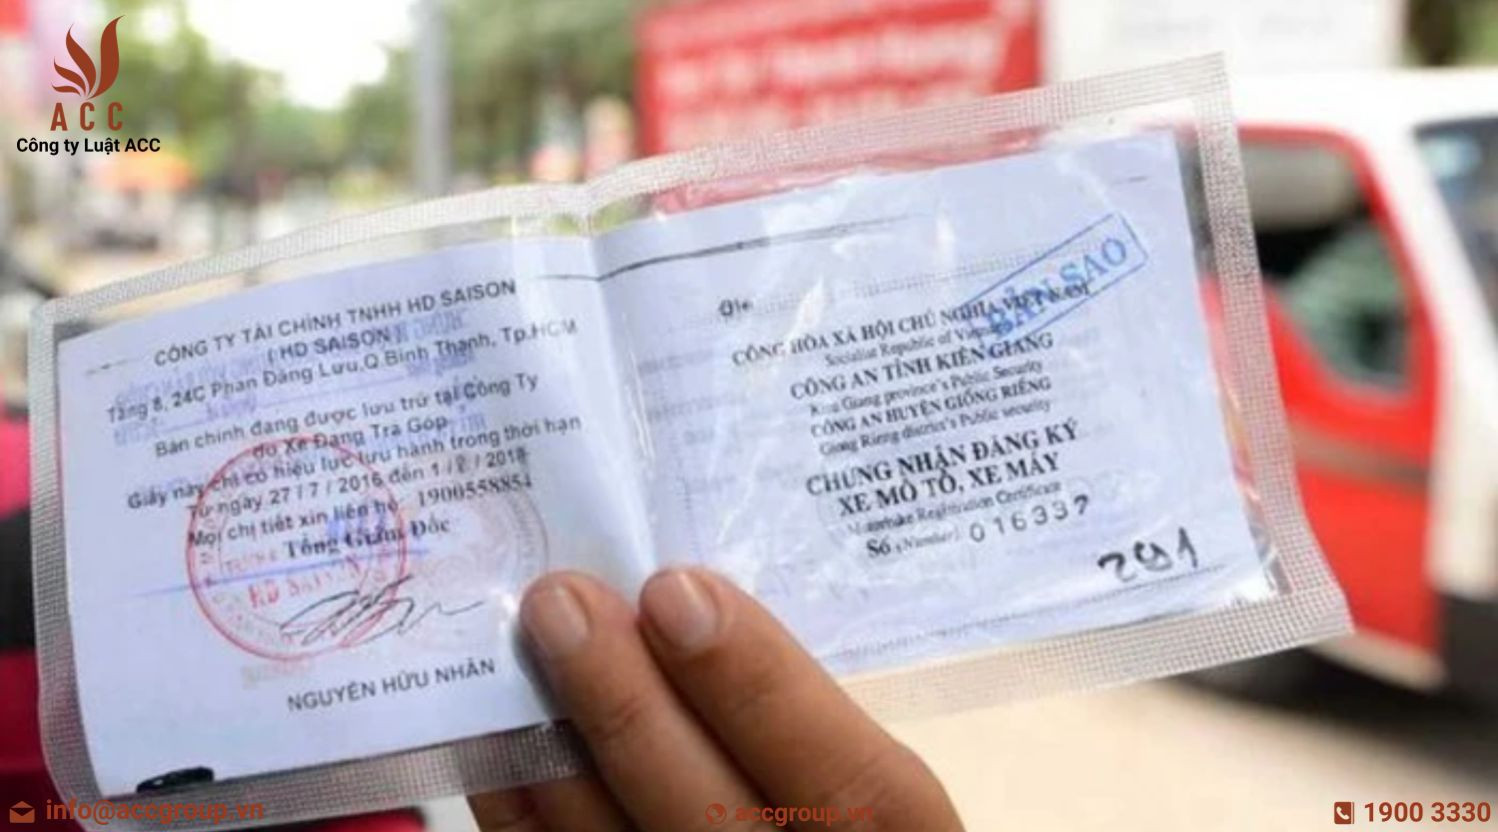 ACC
Công ty Luật ACC
CÔNG TY TÀI CHÍNH TNHH HD SAISON
( HD SAISON
Tầng 8, 24C Phan Đăng Lưu,Q.Bình Thạnh, Tp.HCM
Bản chính đang được lưu trữ tại Công Ty
do Xe Đang Trả Góp
Giấy này chỉ có hiệu lực lưu hành trong thời hạn
Từ ngày 27 / 7 / 2016 đến 1 / 8 / 2018
Mọi chi tiết xin liên hệ 1900558854
Tổng Giám Đốc
HD SAISON
NGUYỄN HỮU NHÂN
BẢN SAO
CỘNG HÒA XÃ HỘI CHỦ NGHĨA VIỆT NAM
Socialist Republic of Vietnam
CÔNG AN TỈNH KIÊN GIANG
Kien Giang province's Public Security
CÔNG AN HUYỆN GIỒNG RIỀNG
Giong Rieng district's Public security
CHỨNG NHẬN ĐĂNG KÝ
XE MÔ TÔ, XE MÁY
Motorbike Registration Certificate
Số (Number): 016337
291
info@accgroup.vn
accgroup.vn
1900 3330